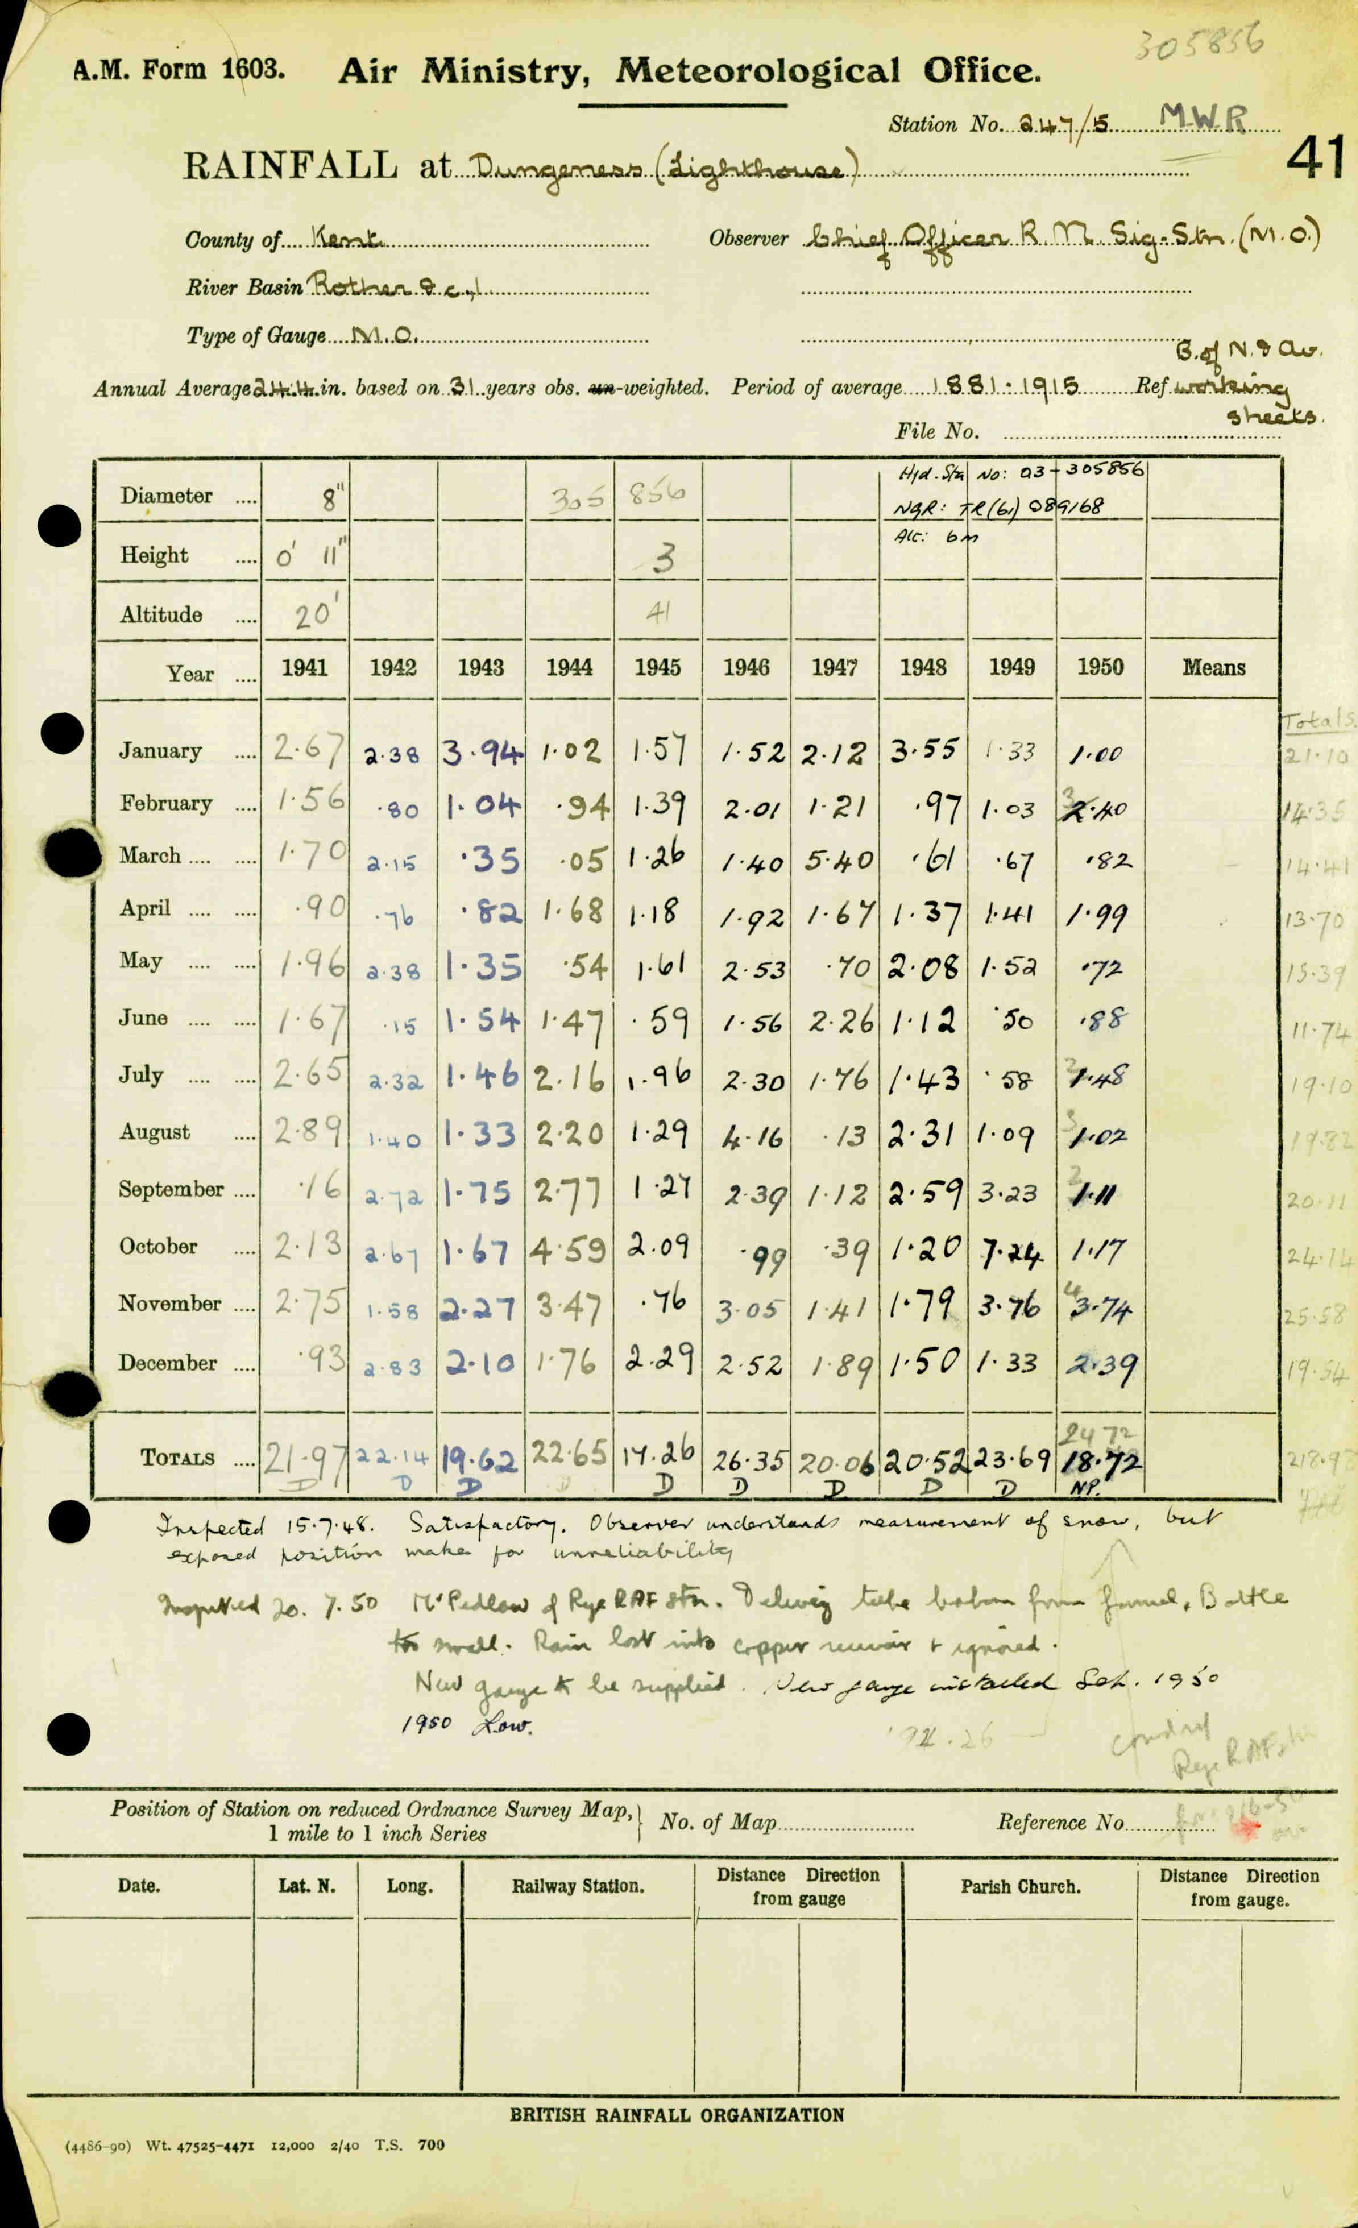 305856
A.M. Form 1603. Air Ministry, Meteorological Office.
Station No. 247/5 M.W.R
41
RAINFALL at Dungeness (Lighthouse)
County of Kent Observer Chief Officer R. N. Sig. Stn. (M.O.)
River Basin Rother &c,1
Type of Gauge M.O.
B. of N. & Av.
Annual Average 24.4 in. based on 31 years obs. un-weighted. Period of average 1881-1915 Ref working
sheets.
File No.
Hyd. Sta No: 03-305856
Diameter 8" 305 856
NGR: TR(61) 089168
Alt: 6m
Height 0' 11" 3
Altitude 20' 41
Year 1941 1942 1943 1944 1945 1946 1947 1948 1949 1950 Means
Totals
January 2.67 2.38 3.94 1.02 1.57 1.52 2.12 3.55 1.33 1.00 21.10
February 1.56 .80 1.04 .94 1.39 2.01 1.21 .97 1.03 3 2.40 14.35
March 1.70 2.15 .35 .05 1.26 1.40 5.40 .61 .67 .82 14.41
April .90 .76 .82 1.68 1.18 1.92 1.67 1.37 1.41 1.99 13.70
May 1.96 2.38 1.35 .54 1.61 2.53 .70 2.08 1.52 .72 15.39
June 1.67 .15 1.54 1.47 .59 1.56 2.26 1.12 .50 .88 11.74
July 2.65 2.32 1.46 2.16 1.96 2.30 1.76 1.43 .58 2 1.48 19.10
August 2.89 1.40 1.33 2.20 1.29 4.16 .13 2.31 1.09 3 1.02 19.82
September .16 2.72 1.75 2.77 1.27 2.39 1.12 2.59 3.23 2 1.11 20.11
October 2.13 2.67 1.67 4.59 2.09 .99 .39 1.20 7.24 1.17 24.14
November 2.75 1.58 2.27 3.47 .76 3.05 1.41 1.79 3.76 4 3.74 25.58
December .93 2.83 2.10 1.76 2.29 2.52 1.89 1.50 1.33 2.39 19.54
24 72
TOTALS 21.97 22.14 19.62 22.65 17.26 26.35 20.06 20.52 23.69 18.72 218.98
D D D D D D D D D NP.
Inspected 15.7.48. Satisfactory. Observer understands measurement of snow, but
exposed position makes for unreliability
Inspected 20.7.50 Mr Pedlow of Rye RAF Stn. Delivery tube broken from funnel, Bottle
too small. Rain lost into copper receiver & ignored.
New gauge to be supplied. New gauge installed Sep. 1950
1950 Low.
Rye RAF Stn
Position of Station on reduced Ordnance Survey Map, 1 mile to 1 inch Series No. of Map Reference No.
Date. Lat. N. Long. Railway Station. Distance Direction from gauge Parish Church. Distance Direction from gauge.
BRITISH RAINFALL ORGANIZATION
(4486-90) Wt. 47525-4471 12,000 2/40 T.S. 700